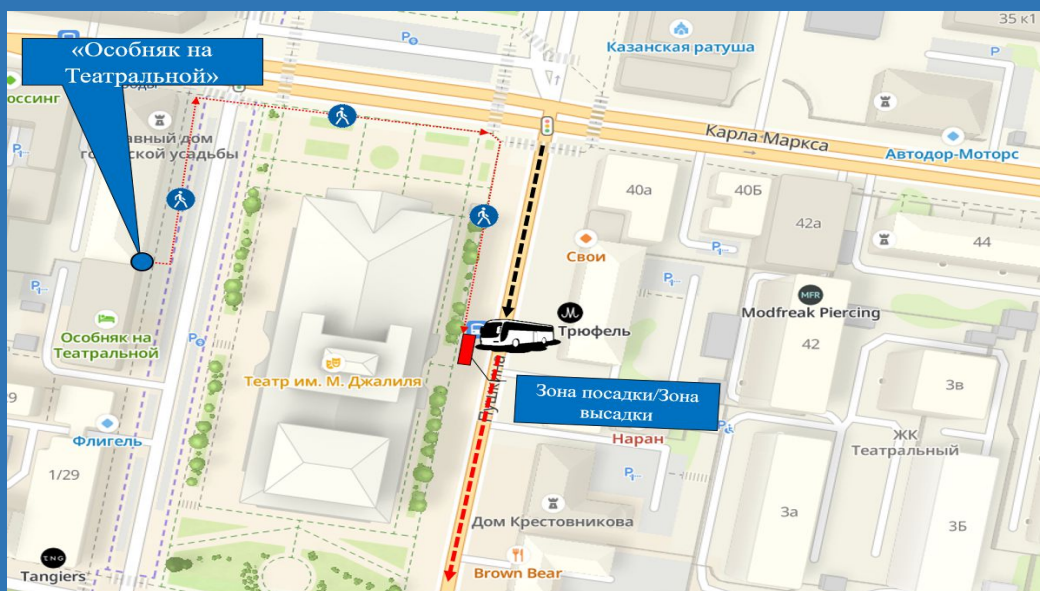 35 к1
«Особняк на
Театральной»
Казанская ратуша
P
оссинг
авный дом
городской усадьбы
Карла Маркса
Автодор-Моторс
40а
40Б
42а
44
Свои
MFR
Modfreak Piercing
M
Трюфель
42
Особняк на
Театральной
Театр им. М. Джалиля
Пушкина
Зона посадки/Зона
высадки
3в
Флигель
Наран
ЖК
Театральный
1/29
Дом Крестовникова
3а
3Б
TNG
Tangiers
Brown Bear